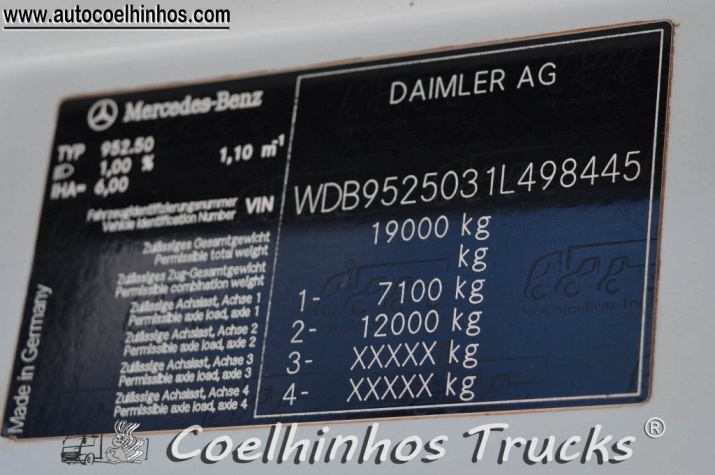 www.autocoelhinhos.com
Mercedes-Benz
DAIMLER AG
TYP 952.50
1,00 % 1,10 m⁻¹
IHA= 6,00
Fahrzeugidentifizierungsnummer
Vehicle Identification Number VIN WDB9525031L498445
Zulässiges Gesamtgewicht
Permissible total weight 19000 kg
Zulässiges Zug-Gesamtgewicht
Permissible combination weight kg
Zulässige Achslast, Achse 1
Permissible axle load, axle 1 1- 7100 kg
Zulässige Achslast, Achse 2
Permissible axle load, axle 2 2- 12000 kg
Zulässige Achslast, Achse 3
Permissible axle load, axle 3 3- XXXXX kg
Zulässige Achslast, Achse 4
Permissible axle load, axle 4 4- XXXXX kg
Made in Germany
Mercedes-Benz Truck
Coelhinhos Trucks ®